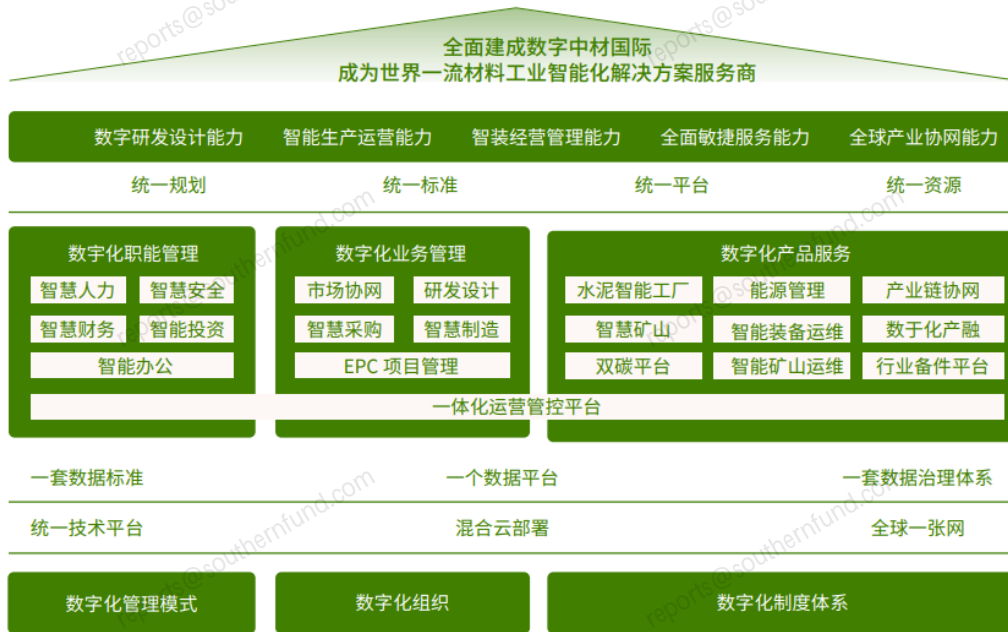 全面建成数字中材国际
成为世界一流材料工业智能化解决方案服务商
数字研发设计能力 智能生产运营能力 智装经营管理能力 全面敏捷服务能力 全球产业协网能力
统一规划 统一标准 统一平台 统一资源
数字化职能管理 数字化业务管理 数字化产品服务
智慧人力 智慧安全 市场协网 研发设计 水泥智能工厂 能源管理 产业链协网
智慧财务 智能投资 智慧采购 智慧制造 智慧矿山 智能装备运维 数于化产融
智能办公 EPC 项目管理 双碳平台 智能矿山运维 行业备件平台
一体化运营管控平台
一套数据标准 一个数据平台 一套数据治理体系
统一技术平台 混合云部署 全球一张网
数字化管理模式 数字化组织 数字化制度体系
reports@southernfund.com